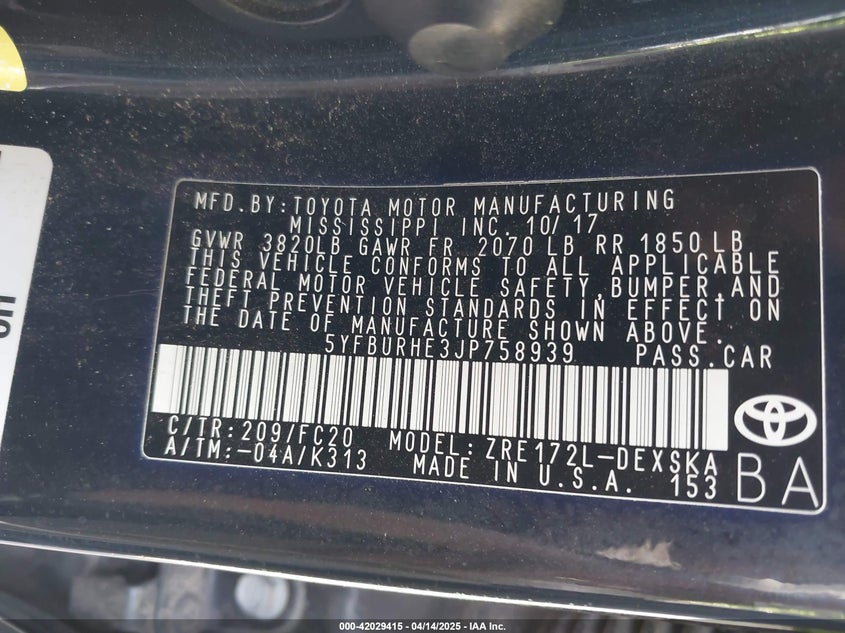 MFD. BY: TOYOTA MOTOR MANUFACTURING
MISSISSIPPI INC. 10/17
GVWR 3820LB GAWR FR 2070 LB RR 1850 LB
THIS VEHICLE CONFORMS TO ALL APPLICABLE
FEDERAL MOTOR VEHICLE SAFETY, BUMPER, AND
THEFT PREVENTION STANDARDS IN EFFECT ON
THE DATE OF MANUFACTURE SHOWN ABOVE.
5YFBURHE3JP758939 PASS.CAR
C/TR: 209/FC20 MODEL: ZRE172L-DEXSKA
A/TM: -04A/K313 MADE IN U.S.A. 153
BA
000-42029415 - 04/14/2025 - IAA Inc.